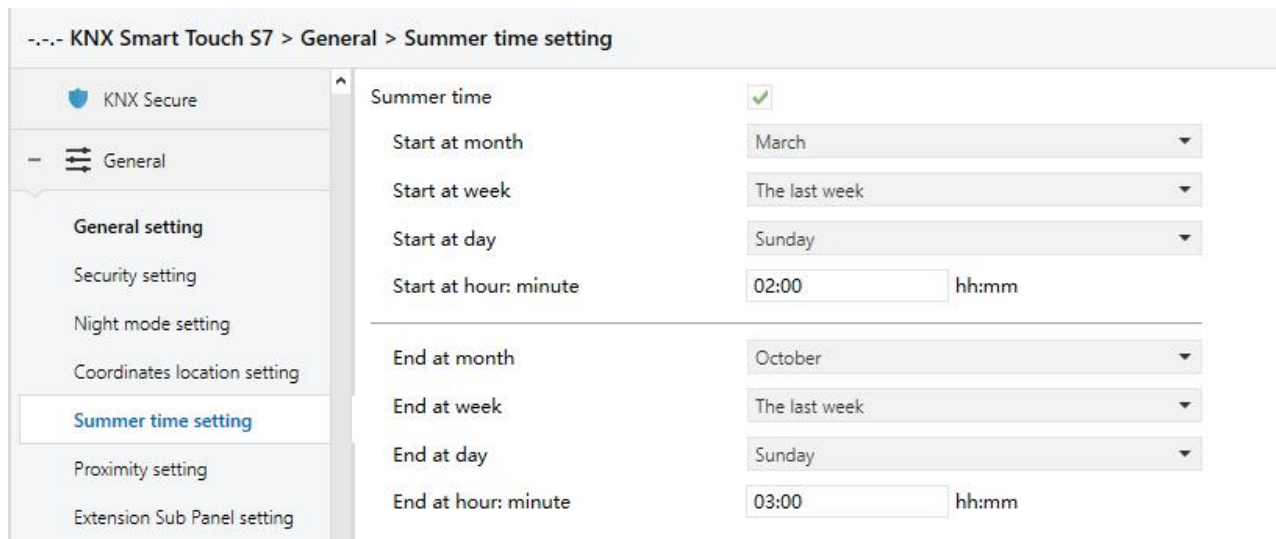 -.-.- KNX Smart Touch S7 > General > Summer time setting
KNX Secure
General
General setting
Security setting
Night mode setting
Coordinates location setting
Summer time setting
Proximity setting
Extension Sub Panel setting
Summer time
Start at month March
Start at week The last week
Start at day Sunday
Start at hour: minute 02:00 hh:mm
End at month October
End at week The last week
End at day Sunday
End at hour: minute 03:00 hh:mm